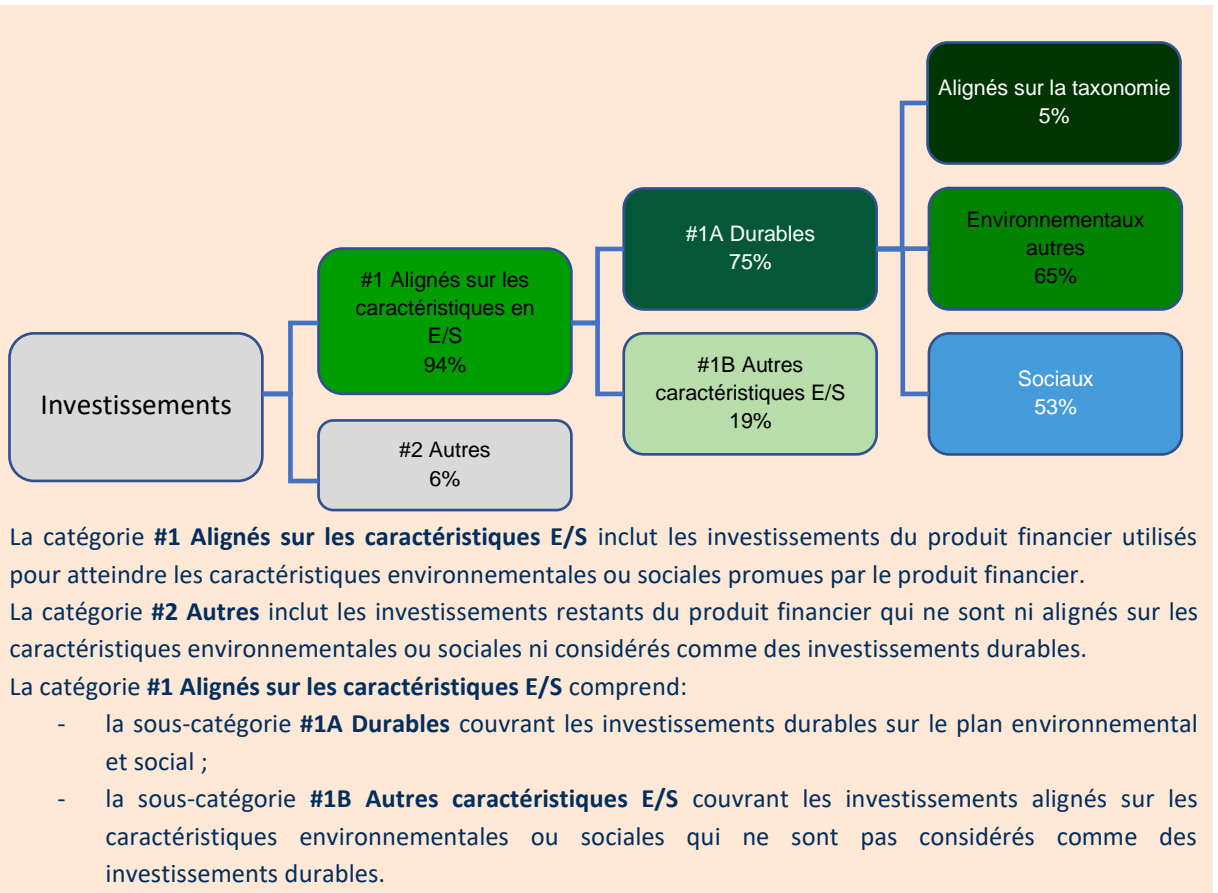 Alignés sur la taxonomie
5%
#1A Durables
75%
Environnementaux
autres
65%
#1 Alignés sur les
caractéristiques en
E/S
94%
Investissements
#1B Autres
caractéristiques E/S
19%
Sociaux
53%
#2 Autres
6%
La catégorie #1 Alignés sur les caractéristiques E/S inclut les investissements du produit financier utilisés
pour atteindre les caractéristiques environnementales ou sociales promues par le produit financier.
La catégorie #2 Autres inclut les investissements restants du produit financier qui ne sont ni alignés sur les
caractéristiques environnementales ou sociales ni considérés comme des investissements durables.
La catégorie #1 Alignés sur les caractéristiques E/S comprend:
- la sous-catégorie #1A Durables couvrant les investissements durables sur le plan environnemental
et social ;
- la sous-catégorie #1B Autres caractéristiques E/S couvrant les investissements alignés sur les
caractéristiques environnementales ou sociales qui ne sont pas considérés comme des
investissements durables.